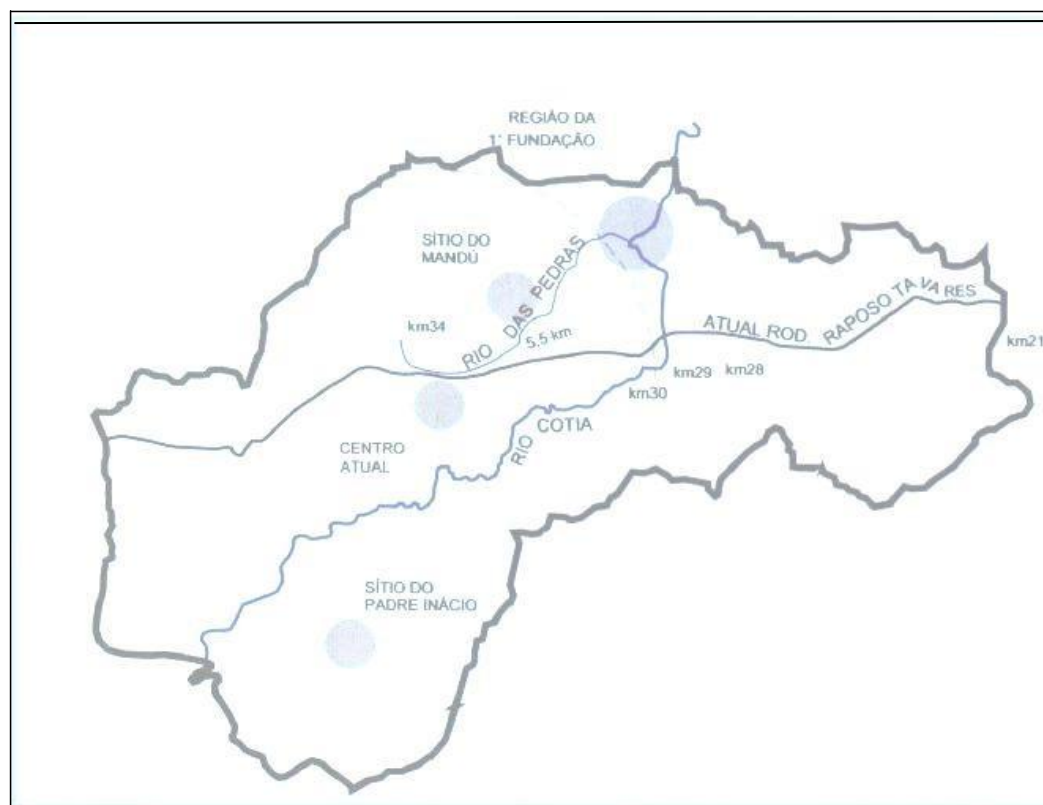 REGIÃO DA
1ª FUNDAÇÃO
SÍTIO DO
MANDÚ
RIO DAS PEDRAS
5,5 km
km34
ATUAL ROD. RAPOSO TAVARES
km21
km30
km29
km28
RIO COTIA
CENTRO
ATUAL
SÍTIO DO
PADRE INÁCIO